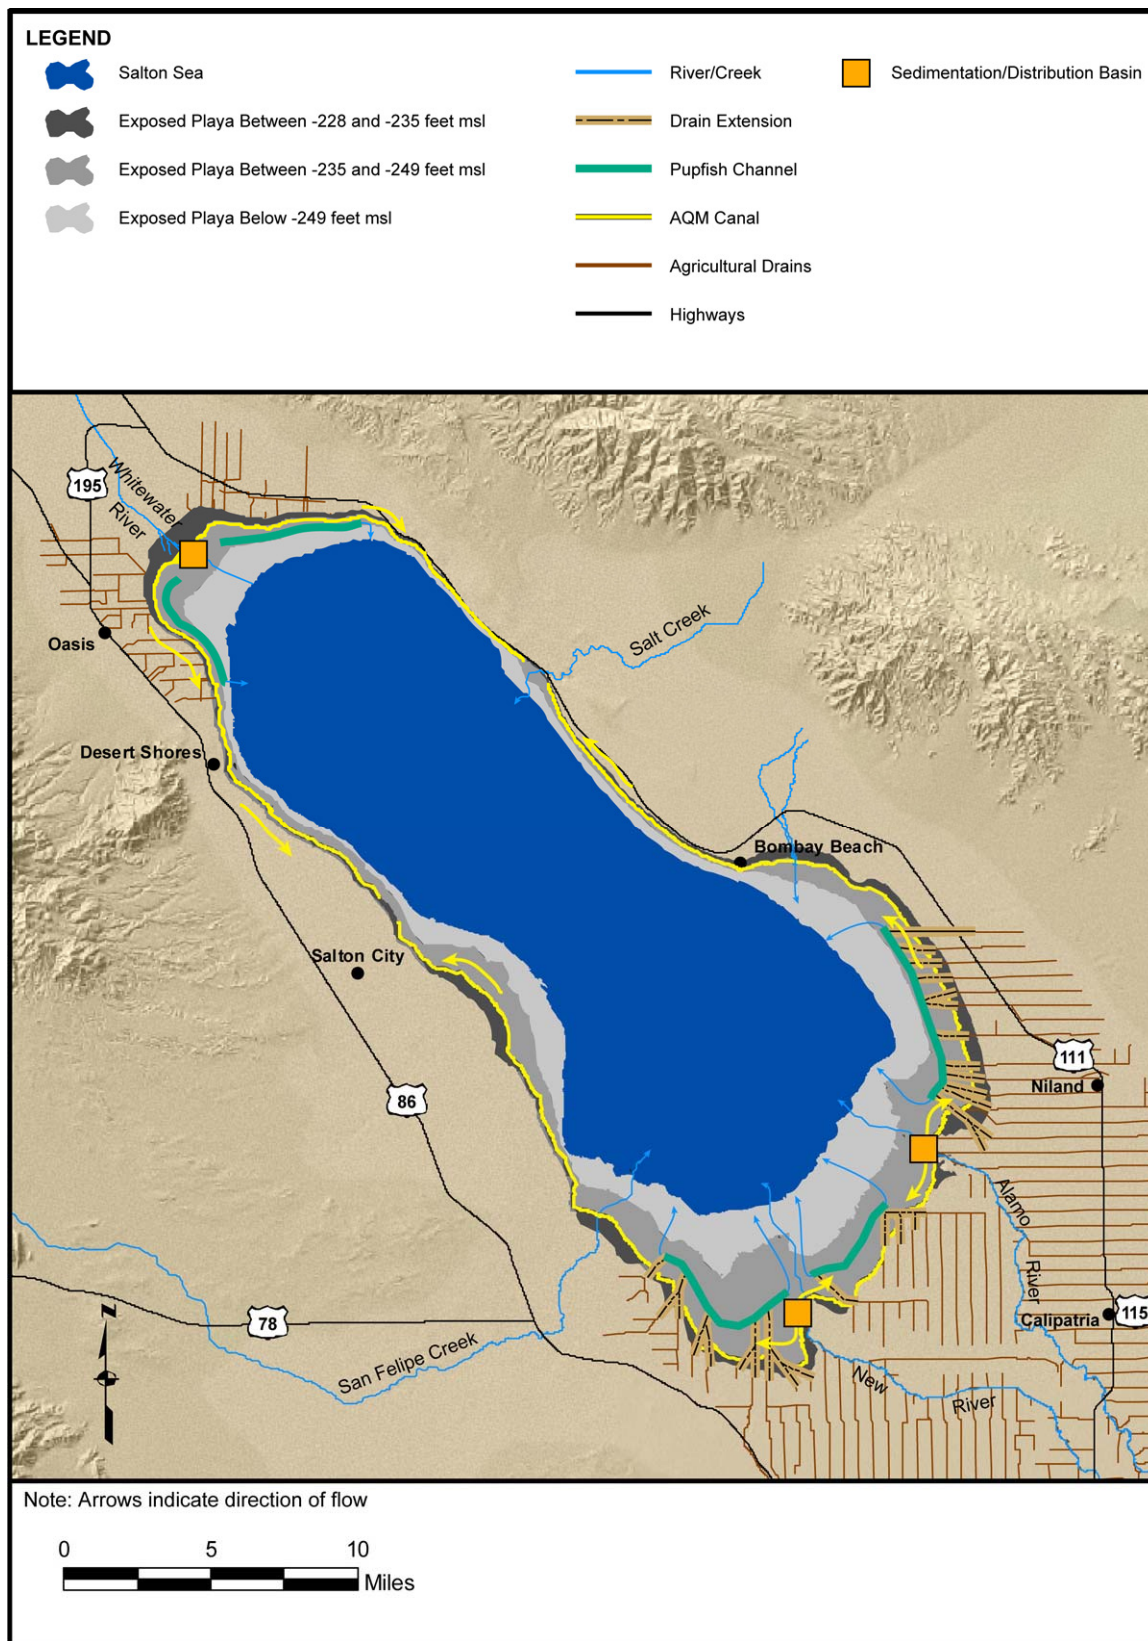 LEGEND
Salton Sea
Exposed Playa Between -228 and -235 feet msl
Exposed Playa Between -235 and -249 feet msl
Exposed Playa Below -249 feet msl
River/Creek
Drain Extension
Pupfish Channel
AQM Canal
Agricultural Drains
Highways
Sedimentation/Distribution Basin
195
Whitewater
River
Oasis
Salt Creek
Desert Shores
Bombay Beach
Salton City
111
Niland
86
Alamo
River
Calipatria
115
78
San Felipe Creek
New
River
N
Note: Arrows indicate direction of flow
0 5 10
Miles